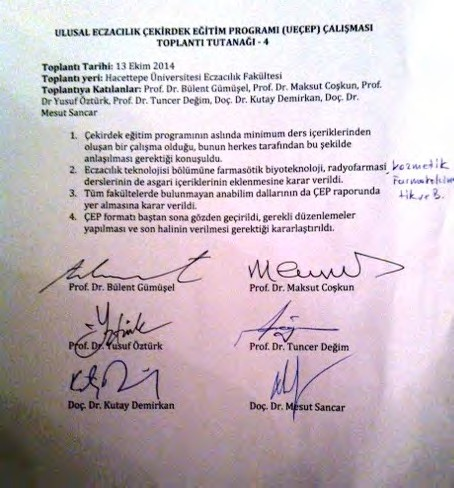 ULUSAL ECZACILIK ÇEKİRDEK EĞİTİM PROGRAMI (UEÇEP) ÇALIŞMASI
TOPLANTI TUTANAĞI - 4
Toplantı Tarihi: 13 Ekim 2014
Toplantı yeri: Hacettepe Üniversitesi Eczacılık Fakültesi
Toplantıya Katılanlar: Prof. Dr. Bülent Gümüşel, Prof. Dr. Maksut Coşkun, Prof.
Dr Yusuf Öztürk, Prof. Dr. Tuncer Değim, Doç. Dr. Kutay Demirkan, Doç. Dr.
Mesut Sancar
1. Çekirdek eğitim programının aslında minimum ders içeriklerinden
oluşan bir çalışma olduğu, bunun herkes tarafından bu şekilde
anlaşılması gerektiği konuşuldu.
2. Eczacılık teknolojisi bölümüne farmasötik biyoteknoloji, radyofarmasi, kozmetik
derslerinin de asgari içeriklerinin eklenmesine karar verildi.
3. Tüm fakültelerde bulunmayan anabilim dallarının da ÇEP raporunda
yer almasına karar verildi.
4. ÇEP formatı baştan sona gözden geçirildi, gerekli düzenlemeler
yapılması ve son halinin verilmesi gerektiği kararlaştırıldı.
Prof. Dr. Bülent Gümüşel
Prof. Dr. Maksut Coşkun
Prof. Dr. Yusuf Öztürk
Prof. Dr. Tuncer Değim
Doç. Dr. Kutay Demirkan
Doç. Dr. Mesut Sancar